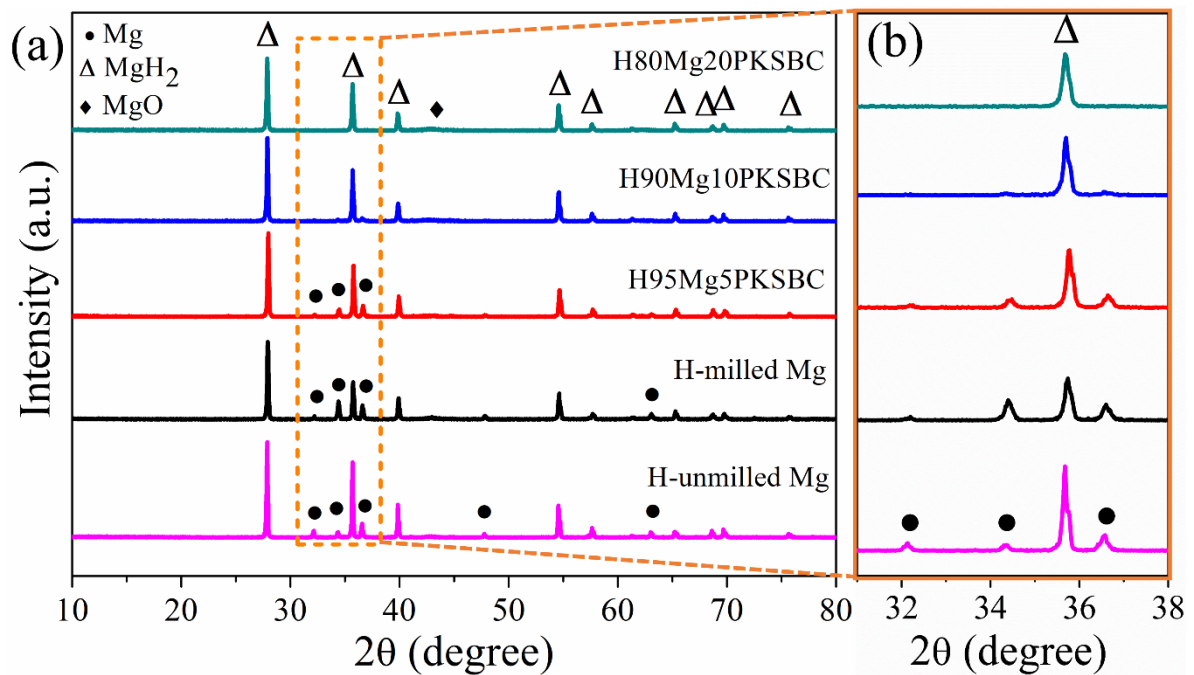 (a)
● Mg
Δ MgH2
♦ MgO
H80Mg20PKSBC
H90Mg10PKSBC
H95Mg5PKSBC
H-milled Mg
H-unmilled Mg
Intensity (a.u.)
10 20 30 40 50 60 70 80
2θ (degree)
(b)
32 34 36 38
2θ (degree)